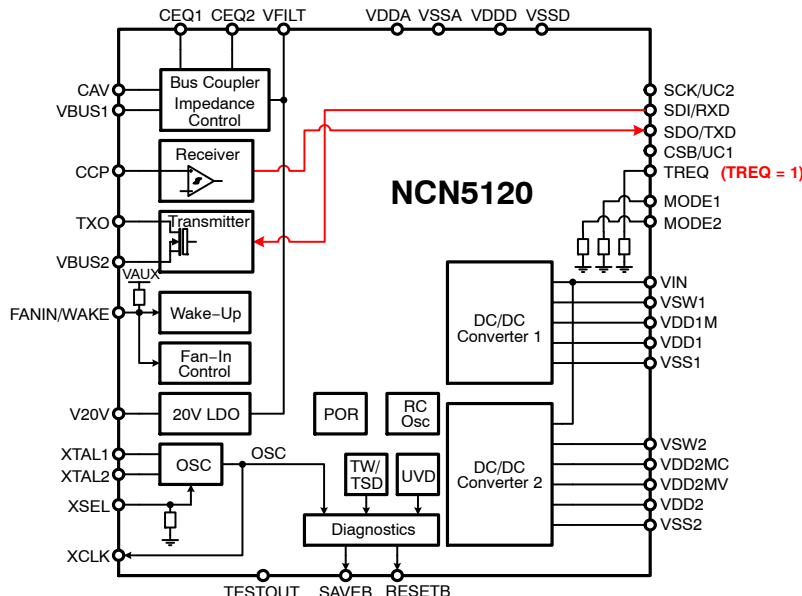 CEQ1 CEQ2 VFILT VDDA VSSA VDDD VSSD
CAV
VBUS1
Bus Coupler
Impedance
Control
CCP
Receiver
TXO
VBUS2
Transmitter
VAUX
FANIN/WAKE
Wake-Up
Fan-In
Control
V20V
20V LDO
XTAL1
XTAL2
OSC
OSC
XSEL
XCLK
NCN5120
POR
RC
Osc
TW/
TSD
UVD
Diagnostics
DC/DC
Converter 1
DC/DC
Converter 2
SCK/UC2
SDI/RXD
SDO/TXD
CSB/UC1
TREQ (TREQ = 1)
MODE1
MODE2
VIN
VSW1
VDD1M
VDD1
VSS1
VSW2
VDD2MC
VDD2MV
VDD2
VSS2
TESTOUT SAVEB RESETB